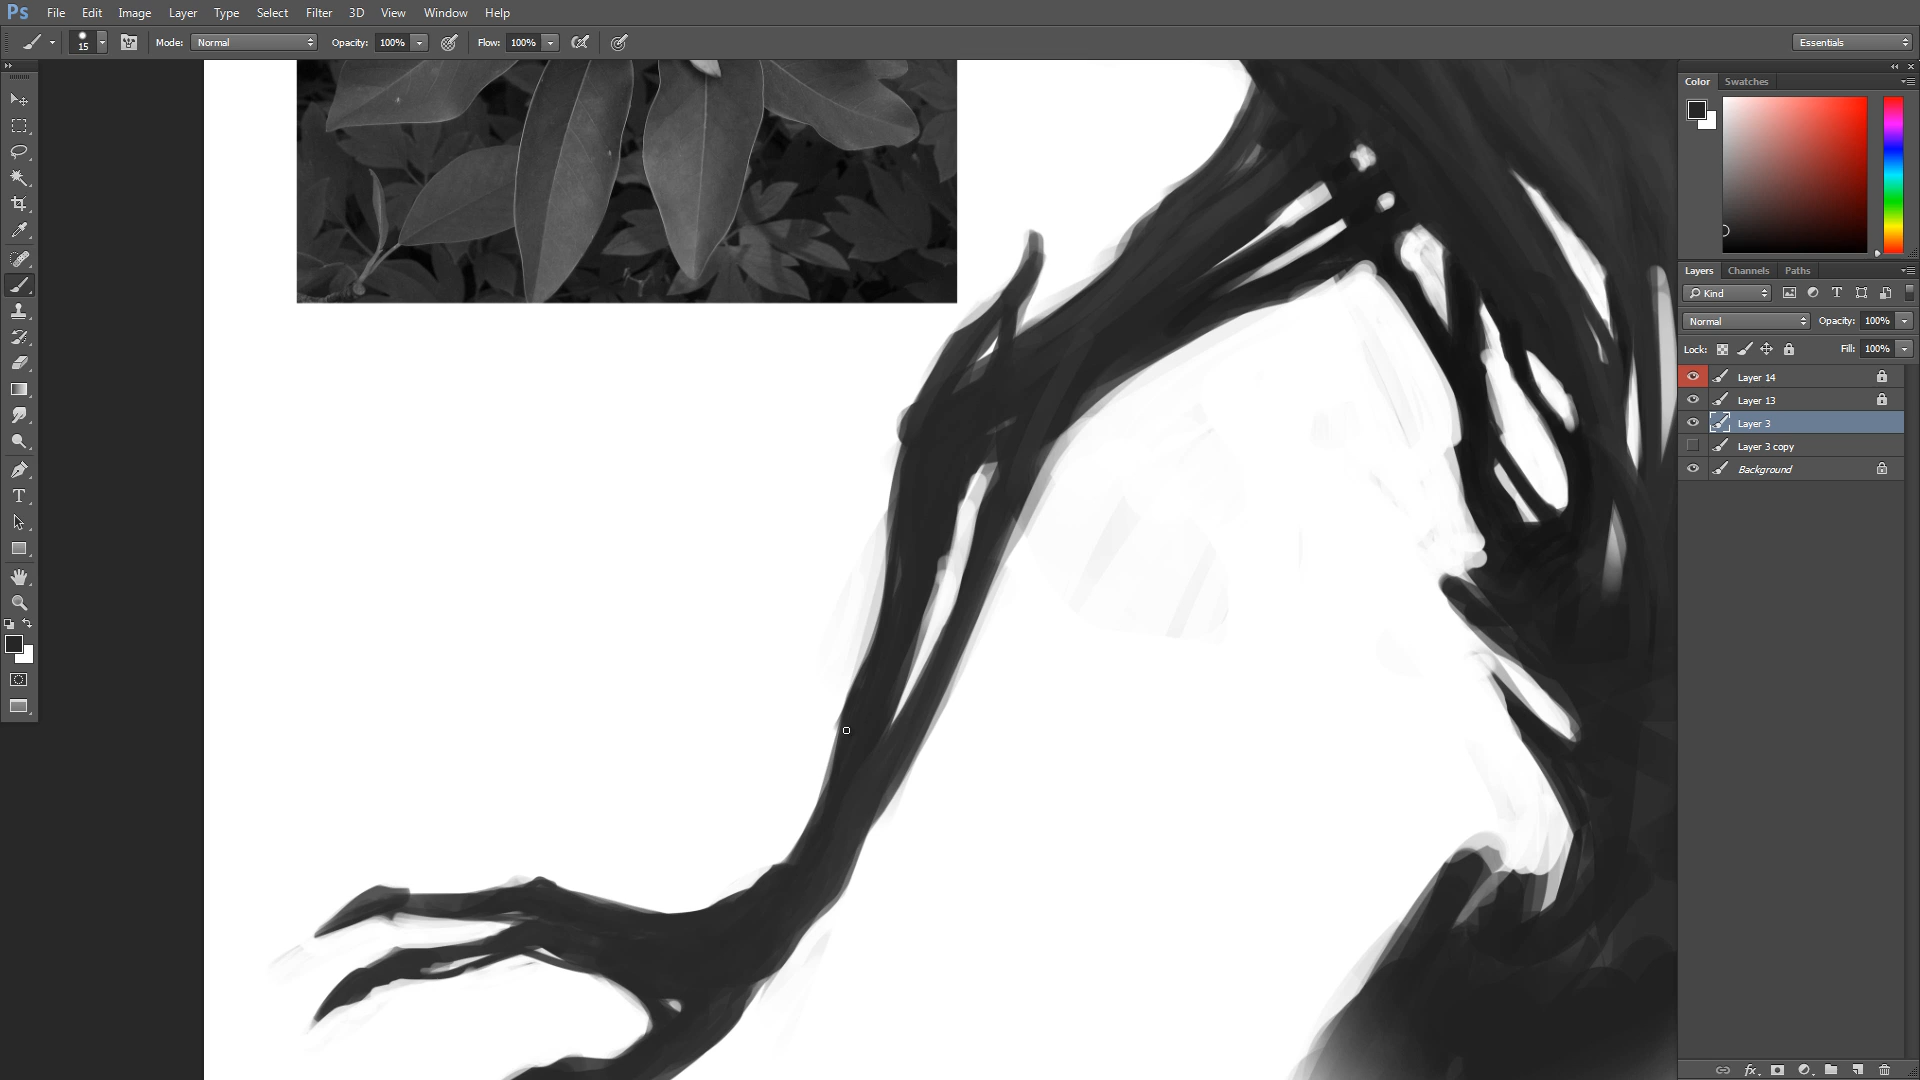 Ps File Edit Image Layer Type Select Filter 3D View Window Help
15 Mode: Normal Opacity: 100% Flow: 100% Essentials
Color Swatches
Layers Channels Paths
Kind T
Normal Opacity: 100%
Lock: Fill: 100%
Layer 14
Layer 13
Layer 3
Layer 3 copy
Background
T
fx